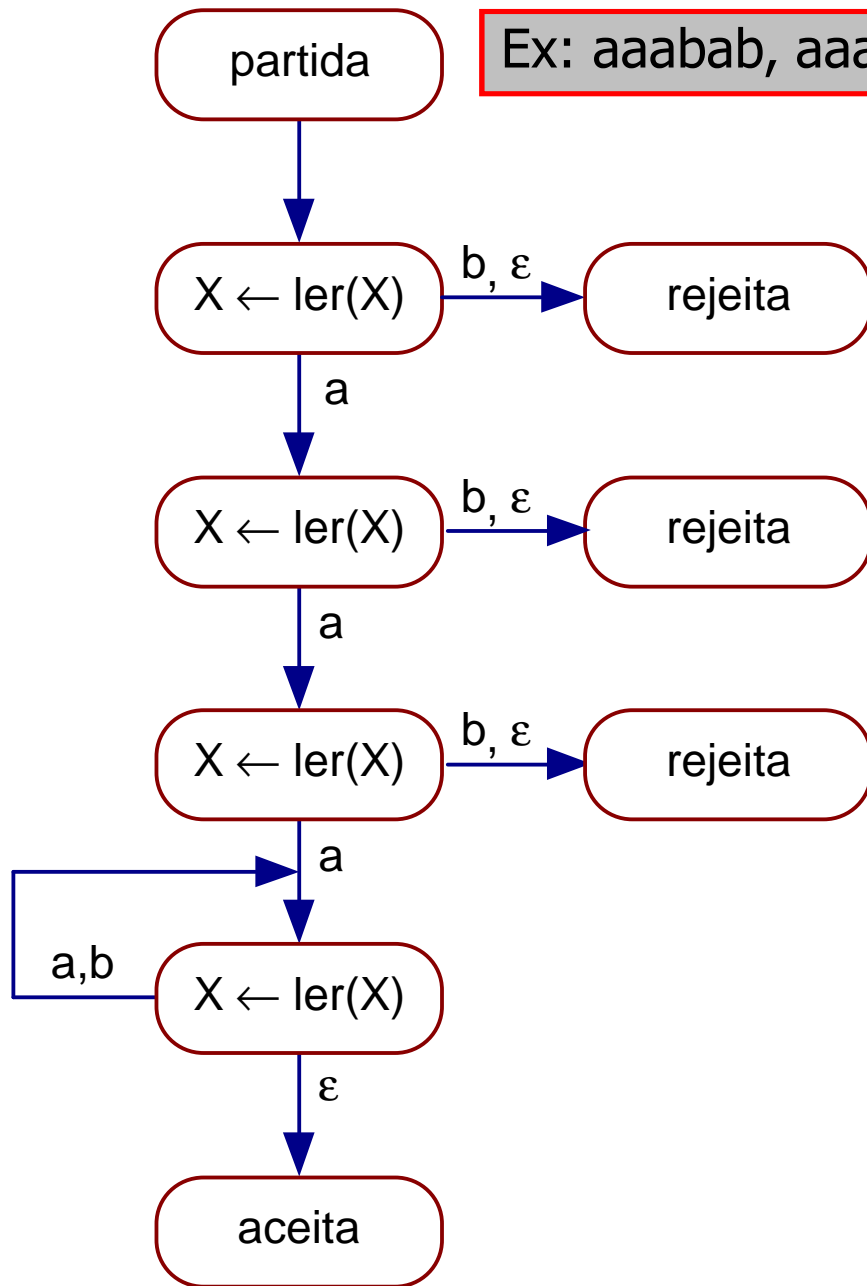 partida
Ex: aaabab, aaa
X ← ler(X)
b, ε
rejeita
a
X ← ler(X)
b, ε
rejeita
a
X ← ler(X)
b, ε
rejeita
a
a,b
X ← ler(X)
ε
aceita